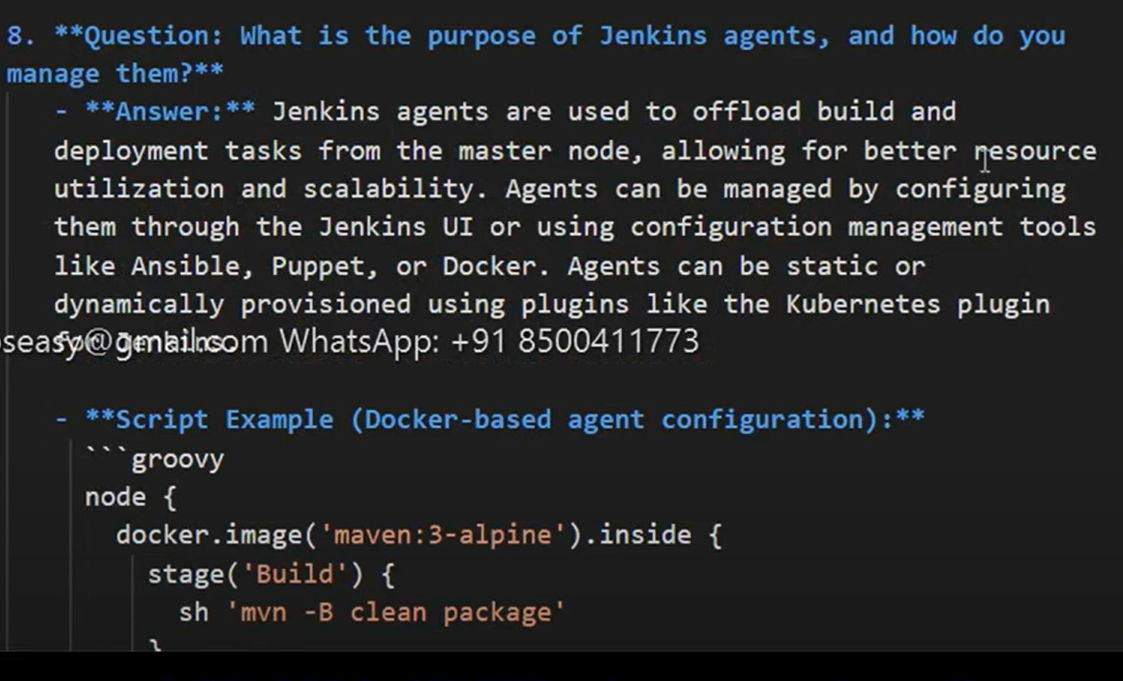 8. **Question: What is the purpose of Jenkins agents, and how do you
manage them?**
- **Answer:** Jenkins agents are used to offload build and
deployment tasks from the master node, allowing for better resource
utilization and scalability. Agents can be managed by configuring
them through the Jenkins UI or using configuration management tools
like Ansible, Puppet, or Docker. Agents can be static or
dynamically provisioned using plugins like the Kubernetes plugin
@gmail.com WhatsApp: +91 8500411773
- **Script Example (Docker-based agent configuration):**
```groovy
node {
docker.image('maven:3-alpine').inside {
stage('Build') {
sh 'mvn -B clean package'
}